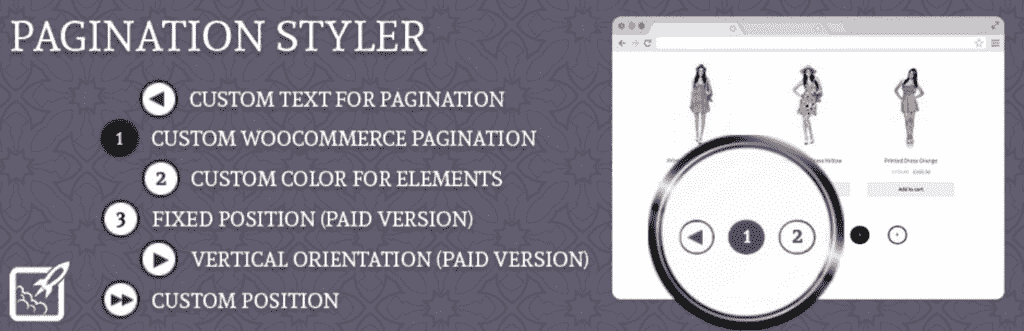 PAGINATION STYLER
CUSTOM TEXT FOR PAGINATION
1 CUSTOM WOOCOMMERCE PAGINATION
2 CUSTOM COLOR FOR ELEMENTS
3 FIXED POSITION (PAID VERSION)
VERTICAL ORIENTATION (PAID VERSION)
CUSTOM POSITION
Printed Dress Orange
Add to cart
1 2